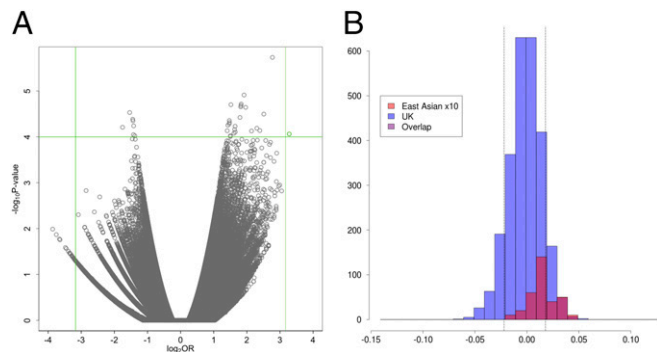 A
-log10P-value
5
4
3
2
1
0
-4 -3 -2 -1 0 1 2 3 4
log2OR
B
600
500
400
300
200
100
0
East Asian x10
UK
Overlap
-0.15 -0.10 -0.05 0.00 0.05 0.10